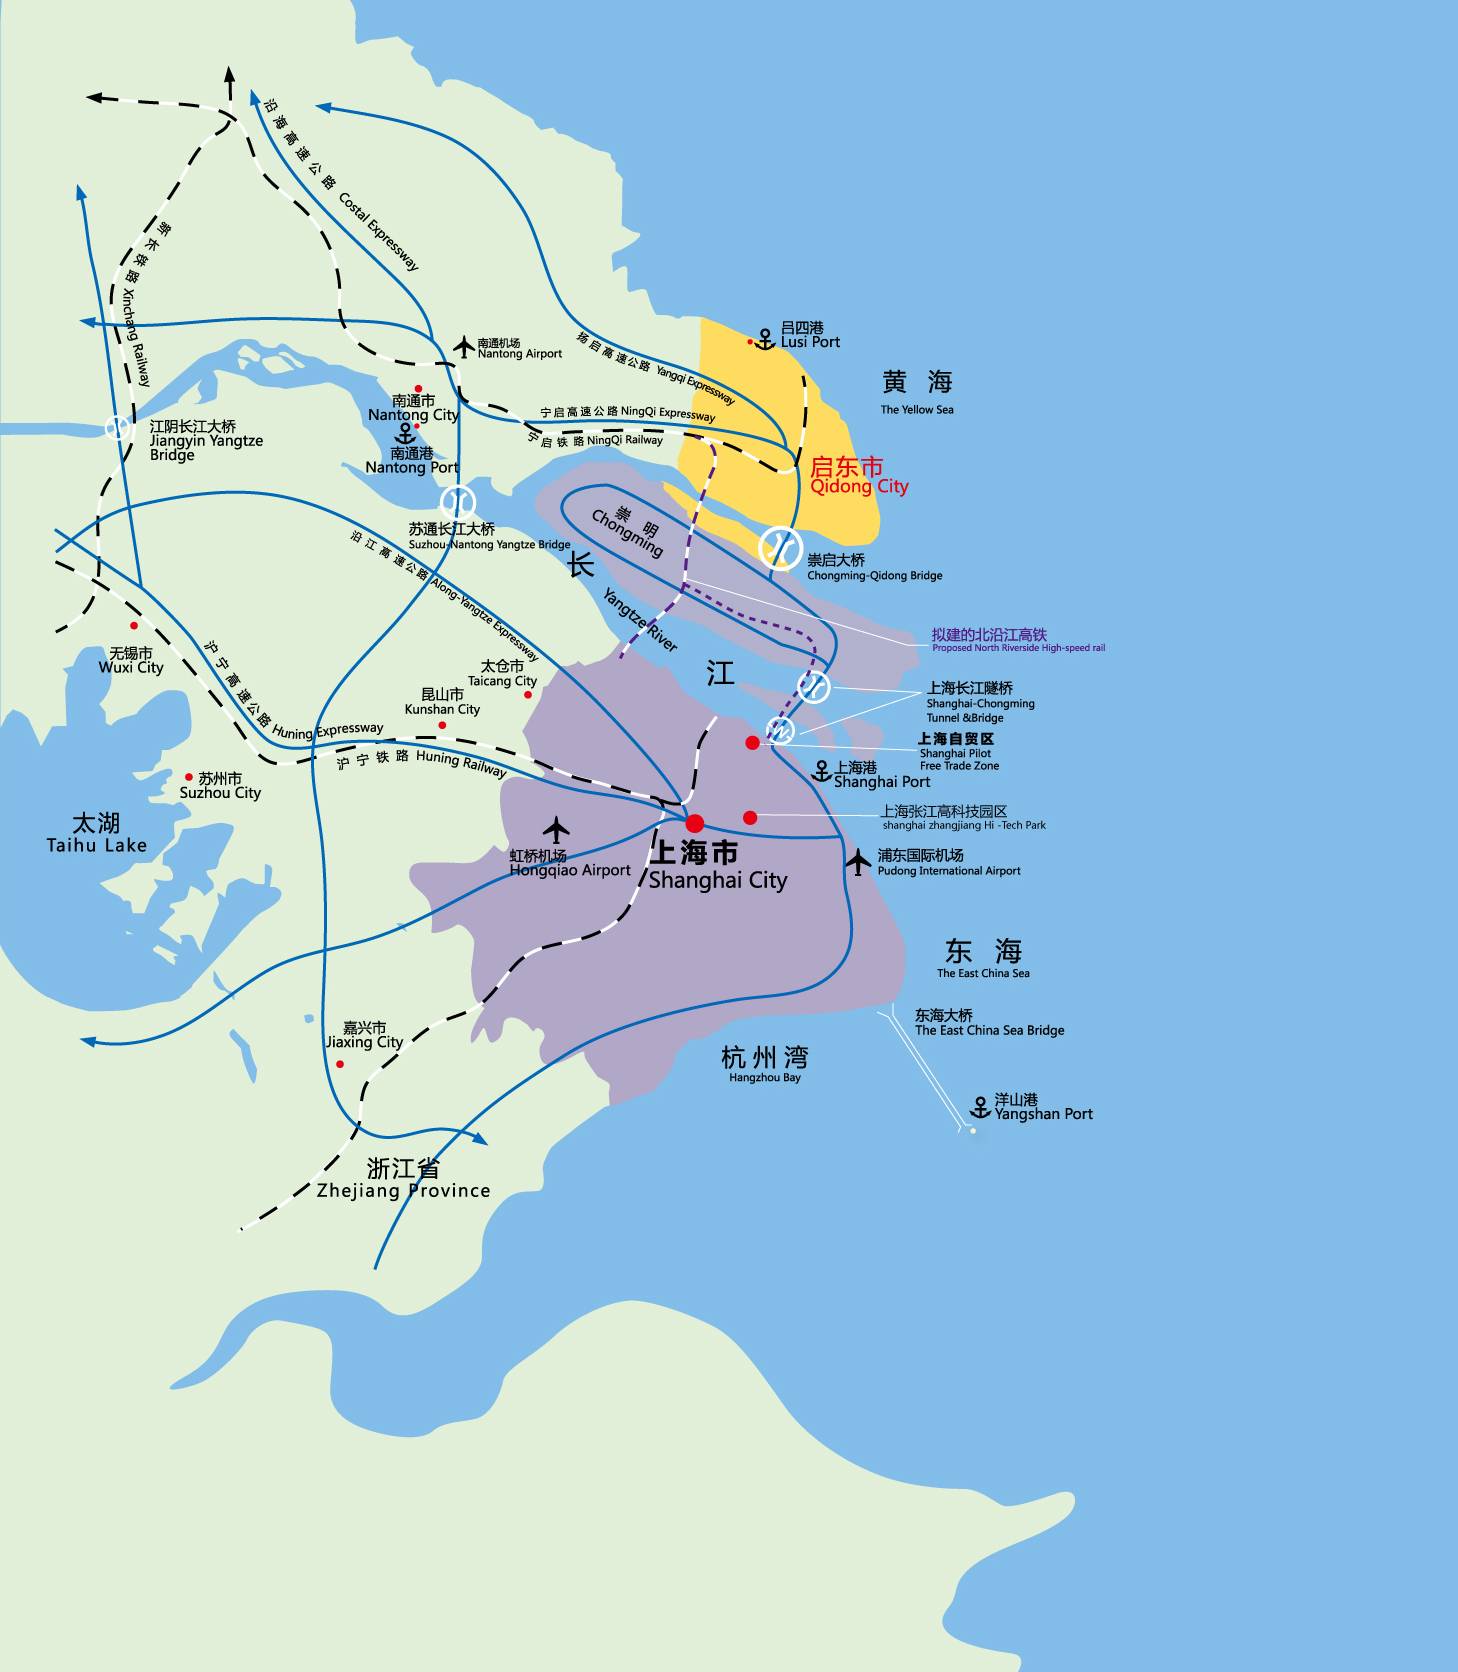 沿海高速公路 Costal Expressway
新长铁路 Xinchang Railway
吕四港
Lusi Port
南通机场
Nantong Airport
扬启高速公路 Yangqi Expressway
黄 海
The Yellow Sea
南通市
Nantong City
宁启高速公路 NingQi Expressway
宁启铁路 NingQi Railway
江阴长江大桥
Jiangyin Yangtze
Bridge
南通港
Nantong Port
启东市
Qidong City
崇明
Chongming
苏通长江大桥
Suzhou-Nantong Yangtze Bridge
沿江高速公路 Along-Yangtze Expressway
崇启大桥
Chongming-Qidong Bridge
长
江
Yangtze River
拟建的北沿江高铁
Proposed North Riverside High-speed rail
无锡市
Wuxi City
沪宁高速公路 Huning Expressway
太仓市
Taicang City
昆山市
Kunshan City
上海长江隧桥
Shanghai-Chongming
Tunnel &Bridge
上海自贸区
Shanghai Pilot
Free Trade Zone
沪宁铁路 Huning Railway
苏州市
Suzhou City
上海港
Shanghai Port
太湖
Taihu Lake
上海张江高科技园区
shanghai zhangjiang Hi -Tech Park
虹桥机场
Hongqiao Airport
上海市
Shanghai City
浦东国际机场
Pudong International Airport
东 海
The East China Sea
嘉兴市
Jiaxing City
东海大桥
The East China Sea Bridge
杭州湾
Hangzhou Bay
洋山港
Yangshan Port
浙江省
Zhejiang Province